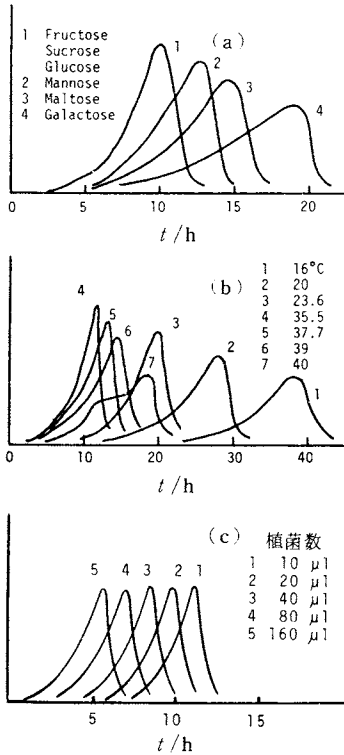 (a)
1 Fructose
Sucrose
Glucose
2 Mannose
3 Maltose
4 Galactose
1
2
3
4
0 5 10 15 20
t/h
(b)
1 16°C
2 20
3 23.6
4 35.5
5 37.7
6 39
7 40
4
5
6
7
3
2
1
0 10 20 30 40
t/h
(c)
植菌数
1 10 µl
2 20 µl
3 40 µl
4 80 µl
5 160 µl
5 4 3 2 1
5 10 15
t/h